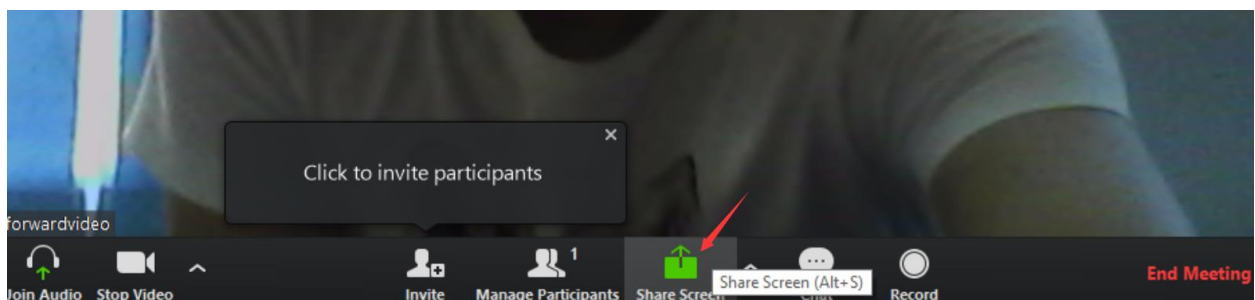 ×
Click to invite participants
forwardvideo
1
Join Audio
Stop Video
Invite
Manage Participants
Share Screen
Share Screen (Alt+S)
Chat
Record
End Meeting